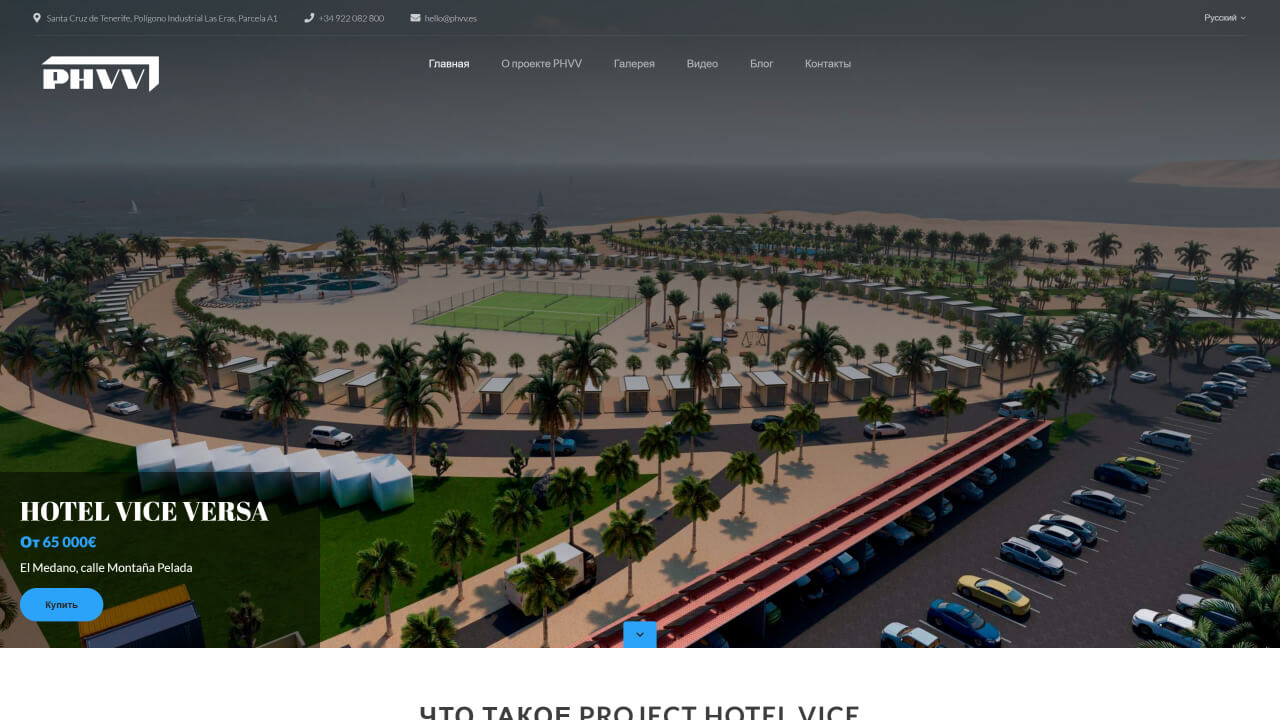 Santa Cruz de Tenerife, Poligono Industrial Las Eras, Parcela A1
+34 922 082 800
hello@phvv.es
Русский
PHVV
Главная
О проекте PHVV
Галерея
Видео
Блог
Контакты
HOTEL VICE VERSA
От 65 000€
El Medano, calle Montaña Pelada
Купить
ЧТО ТАКОЕ PROJECT HOTEL VICE